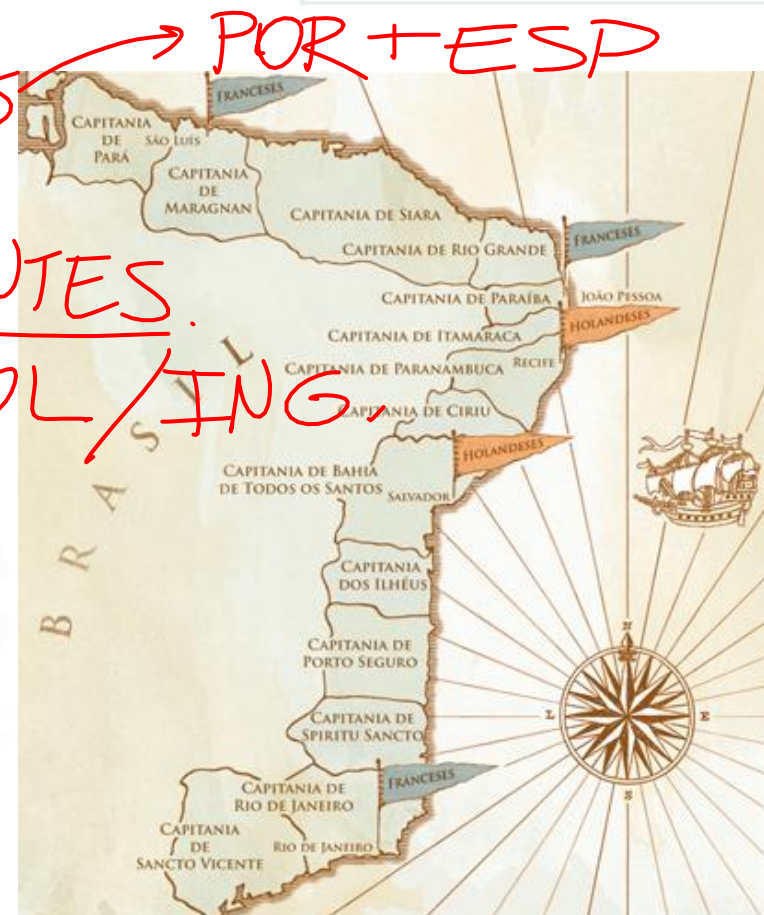 POR + ESP
FRANCESES
CAPITANIA
DE
PARÁ
SÃO LUÍS
CAPITANIA
DE
MARAGNAN
CAPITANIA DE SIARA
FRANCESES
CAPITANIA DE RIO GRANDE
CAPITANIA DE PARAÍBA
JOÃO PESSOA
HOLANDESES
CAPITANIA DE ITAMARACA
RECIFE
CAPITANIA DE PARANAMBUCA
/ING.
CAPITANIA DE CIRIU
HOLANDESES
CAPITANIA DE BAHIA
DE TODOS OS SANTOS
SALVADOR
BRASIL
CAPITANIA
DOS ILHÉUS
CAPITANIA DE
PORTO SEGURO
N
L
E
S
CAPITANIA DE
SPIRITU SANCTO
FRANCESES
CAPITANIA DE
RIO DE JANEIRO
CAPITANIA
DE
SANCTO VICENTE
RIO DE JANEIRO